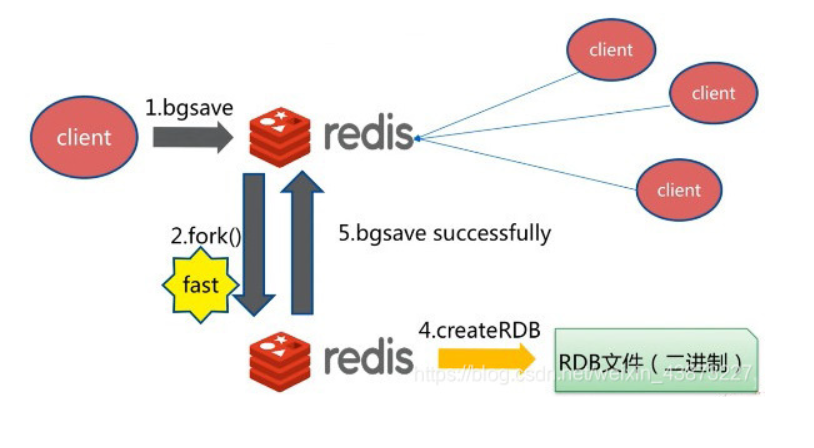 client
client
1.bgsave
client
redis
client
2.fork()
5.bgsave successfully
fast
4.createRDB
redis
RDB文件（二进制）
https://blog.csdn.net/weixin_43870227